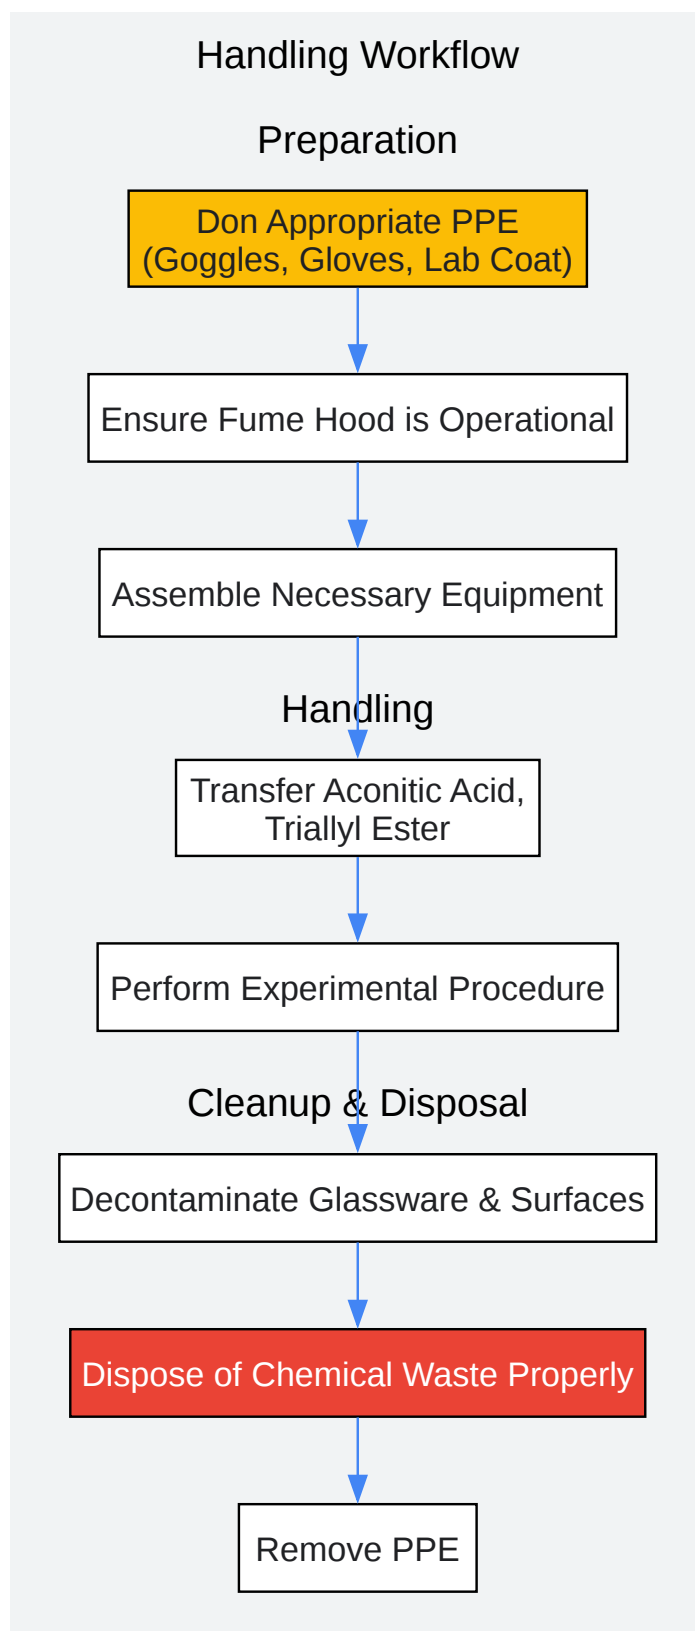 Handling Workflow
Preparation
Don Appropriate PPE
(Goggles, Gloves, Lab Coat)
Ensure Fume Hood is Operational
Assemble Necessary Equipment
Handling
Transfer Aconitic Acid,
Triallyl Ester
Perform Experimental Procedure
Cleanup & Disposal
Decontaminate Glassware & Surfaces
Dispose of Chemical Waste Properly
Remove PPE